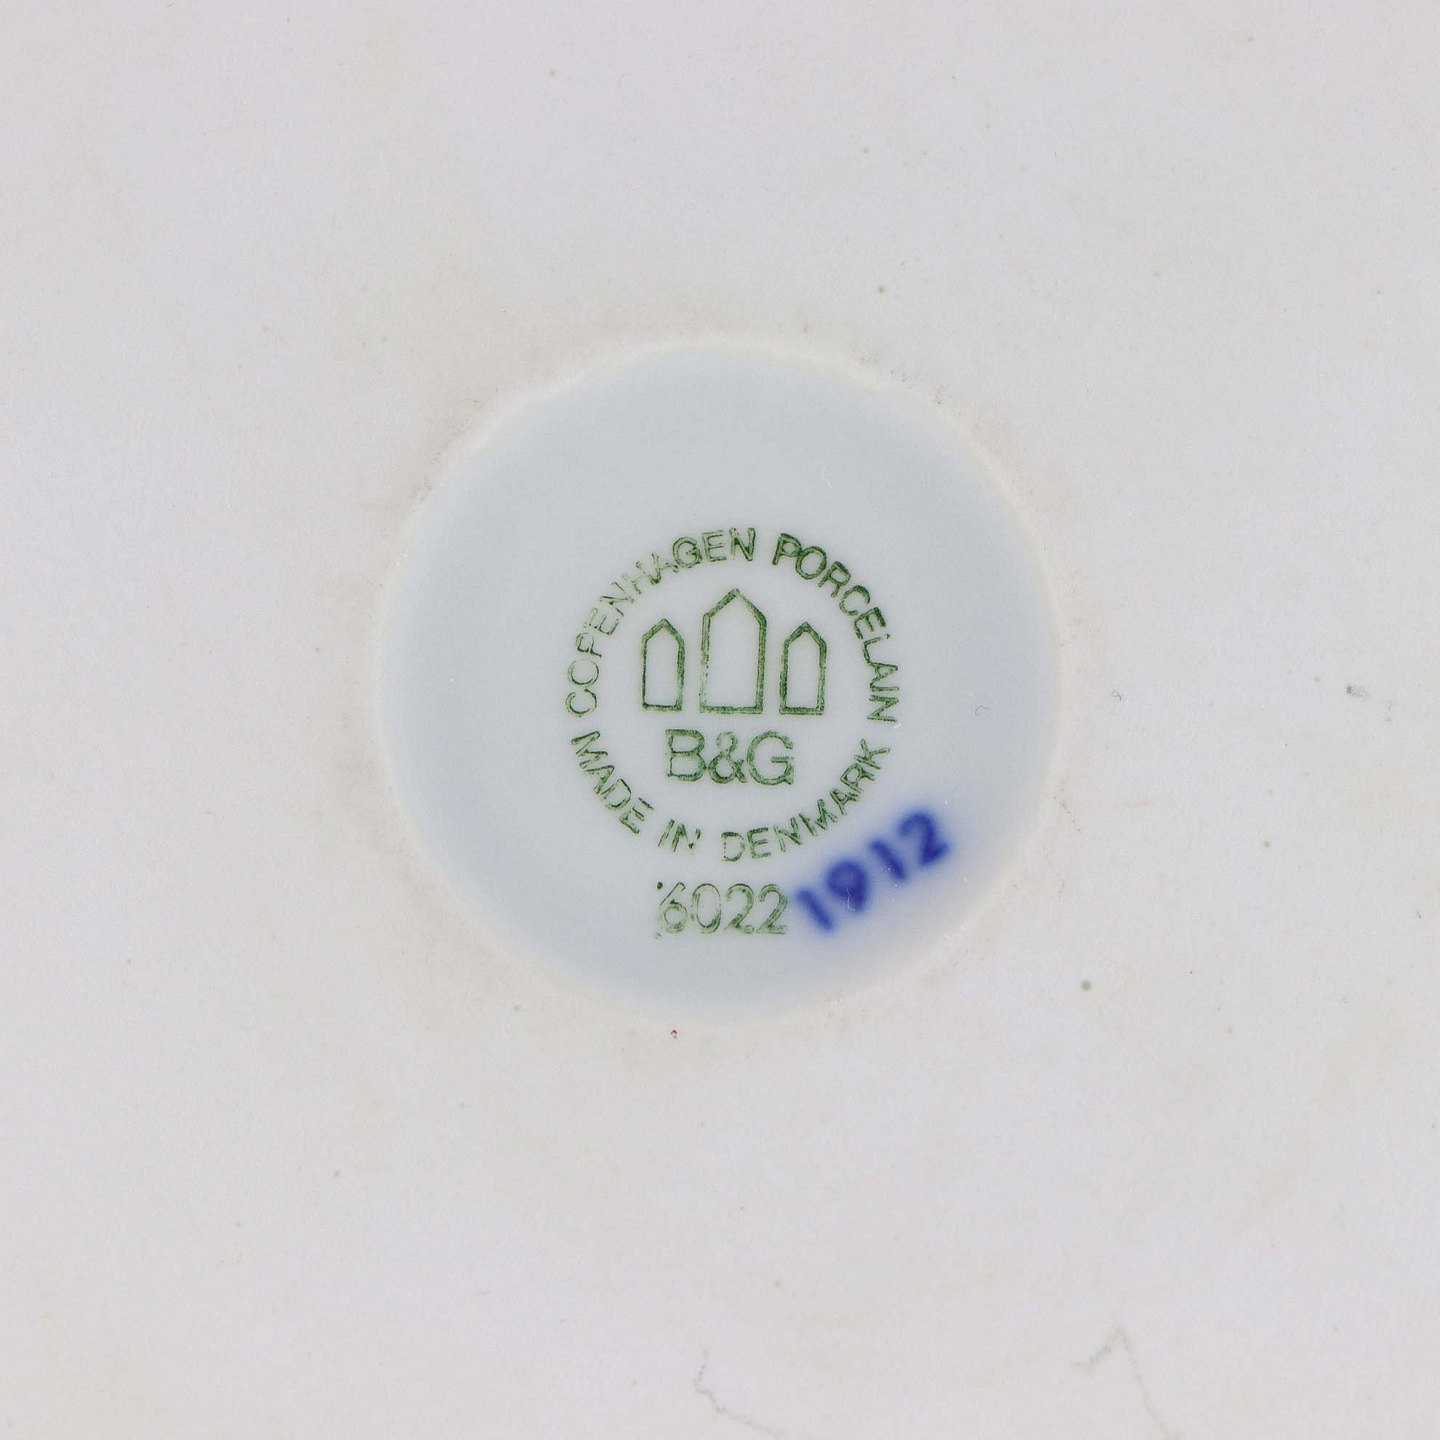 COPENHAGEN PORCELAIN
B&G
MADE IN DENMARK
6022
1912